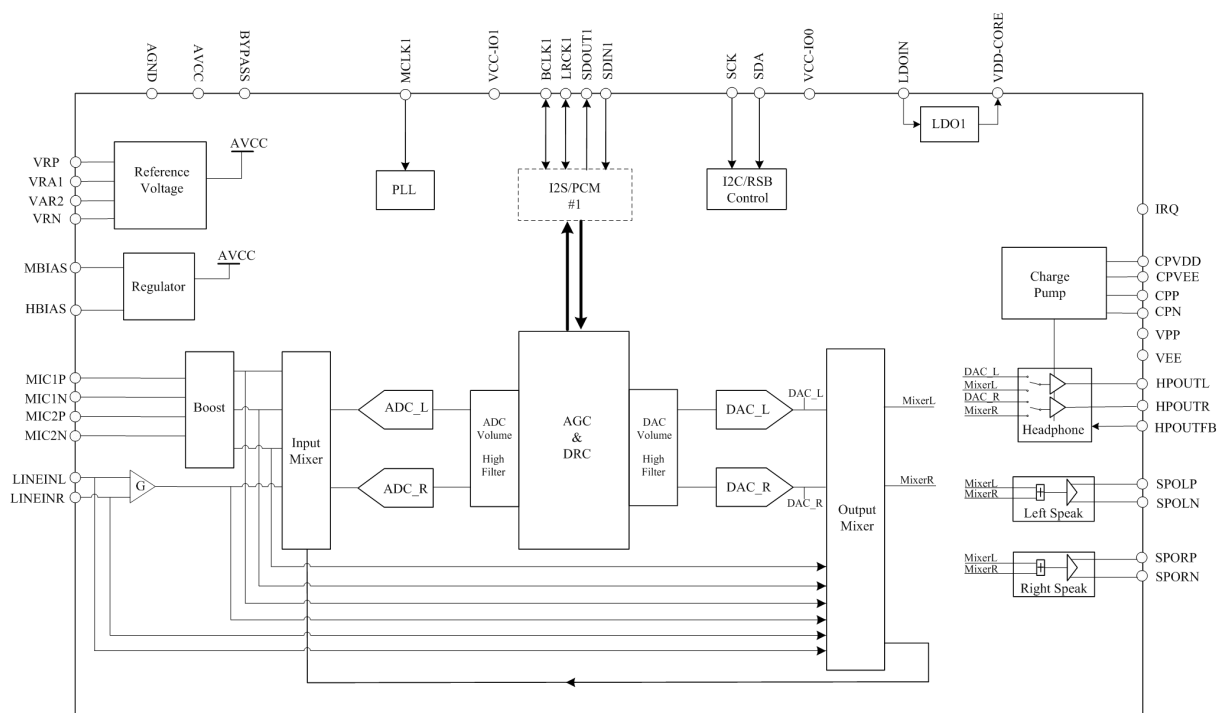 AGND
AVCC
BYPASS
MCLK1
VCC-IO1
BCLK1
LRCK1
SDOUT1
SDIN1
SCK
SDA
VCC-IO0
LDOIN
VDD-CORE
LDO1
VRP
VRA1
VAR2
VRN
Reference
Voltage
AVCC
PLL
I2S/PCM
#1
I2C/RSB
Control
IRQ
MBIAS
HBIAS
Regulator
AVCC
Charge
Pump
CPVDD
CPVEE
CPP
CPN
VPP
VEE
MIC1P
MIC1N
MIC2P
MIC2N
Boost
LINEINL
LINEINR
G
Input
Mixer
ADC_L
ADC_R
ADC
Volume
High
Filter
AGC
&
DRC
DAC
Volume
High
Filter
DAC_L
DAC_R
DAC_L
DAC_R
Output
Mixer
MixerL
MixerR
DAC_L
MixerL
DAC_R
MixerR
Headphone
HPOUTL
HPOUTR
HPOUTFB
MixerL
MixerR
Left Speak
SPOLP
SPOLN
MixerL
MixerR
Right Speak
SPORP
SPORN